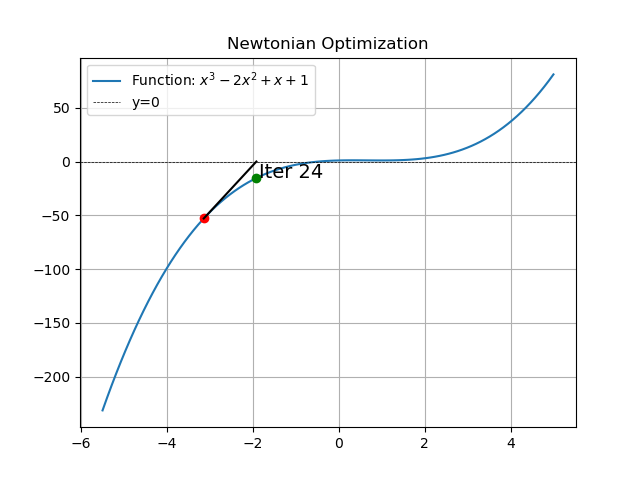 Newtonian Optimization
Function: $x^3 - 2x^2 + x + 1$
y=0
Iter 24
50
0
−50
−100
−150
−200
−6 −4 −2 0 2 4